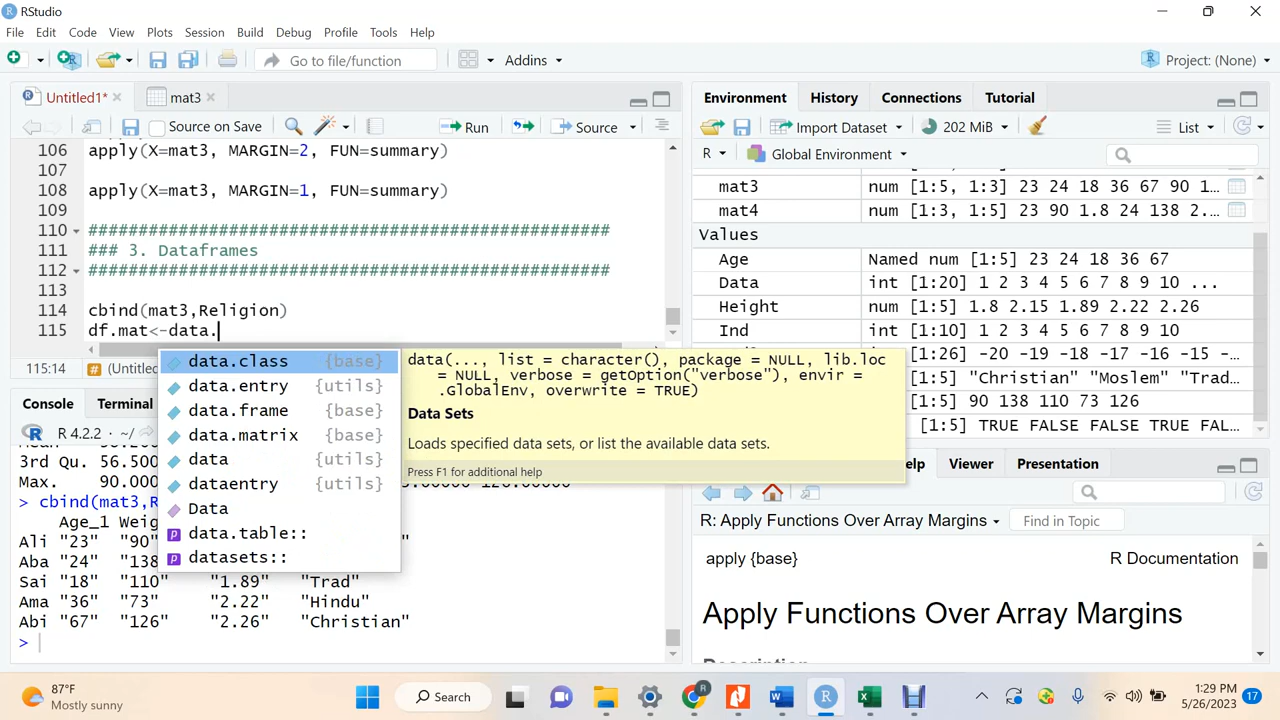 RStudio
File Edit Code View Plots Session Build Debug Profile Tools Help
Go to file/function Addins Project: (None)
Untitled1* mat3
Source on Save Run Source
106 apply(X=mat3, MARGIN=2, FUN=summary)
107
108 apply(X=mat3, MARGIN=1, FUN=summary)
109
110 ####################################################
111 ### 3. Dataframes
112 ####################################################
113
114 cbind(mat3,Religion)
115 df.mat<-data.
115:14 (Untitled
data.class {base}
data.entry {utils}
data.frame {base}
data.matrix {base}
data {utils}
dataentry {utils}
Data
data.table::
datasets::
data(..., list = character(), package = NULL, lib.loc
= NULL, verbose = getOption("verbose"), envir =
.GlobalEnv, overwrite = TRUE)
Data Sets
Loads specified data sets, or list the available data sets.
Press F1 for additional help
Console Terminal
R 4.2.2 · ~/
3rd Qu. 56.500
Max. 90.000
> cbind(mat3,R
Age_1 Weig
Ali "23" "90"
Aba "24" "138
Sai "18" "110" "1.89" "Trad"
Ama "36" "73" "2.22" "Hindu"
Abi "67" "126" "2.26" "Christian"
>
Environment History Connections Tutorial
Import Dataset 202 MiB List
R Global Environment
mat3 num [1:5, 1:3] 23 24 18 36 67 90 1...
mat4 num [1:3, 1:5] 23 90 1.8 24 138 2...
Values
Age Named num [1:5] 23 24 18 36 67
Data int [1:20] 1 2 3 4 5 6 7 8 9 10 ...
Height num [1:5] 1.8 2.15 1.89 2.22 2.26
Ind int [1:10] 1 2 3 4 5 6 7 8 9 10
[1:26] -20 -19 -18 -17 -16 -15 -...
"Christian" "Moslem" "Trad...
[1:5] 90 138 110 73 126
TRUE FALSE FALSE TRUE FAL...
elp Viewer Presentation
R: Apply Functions Over Array Margins Find in Topic
apply {base} R Documentation
Apply Functions Over Array Margins
87°F
Mostly sunny
Search
1:29 PM
5/26/2023